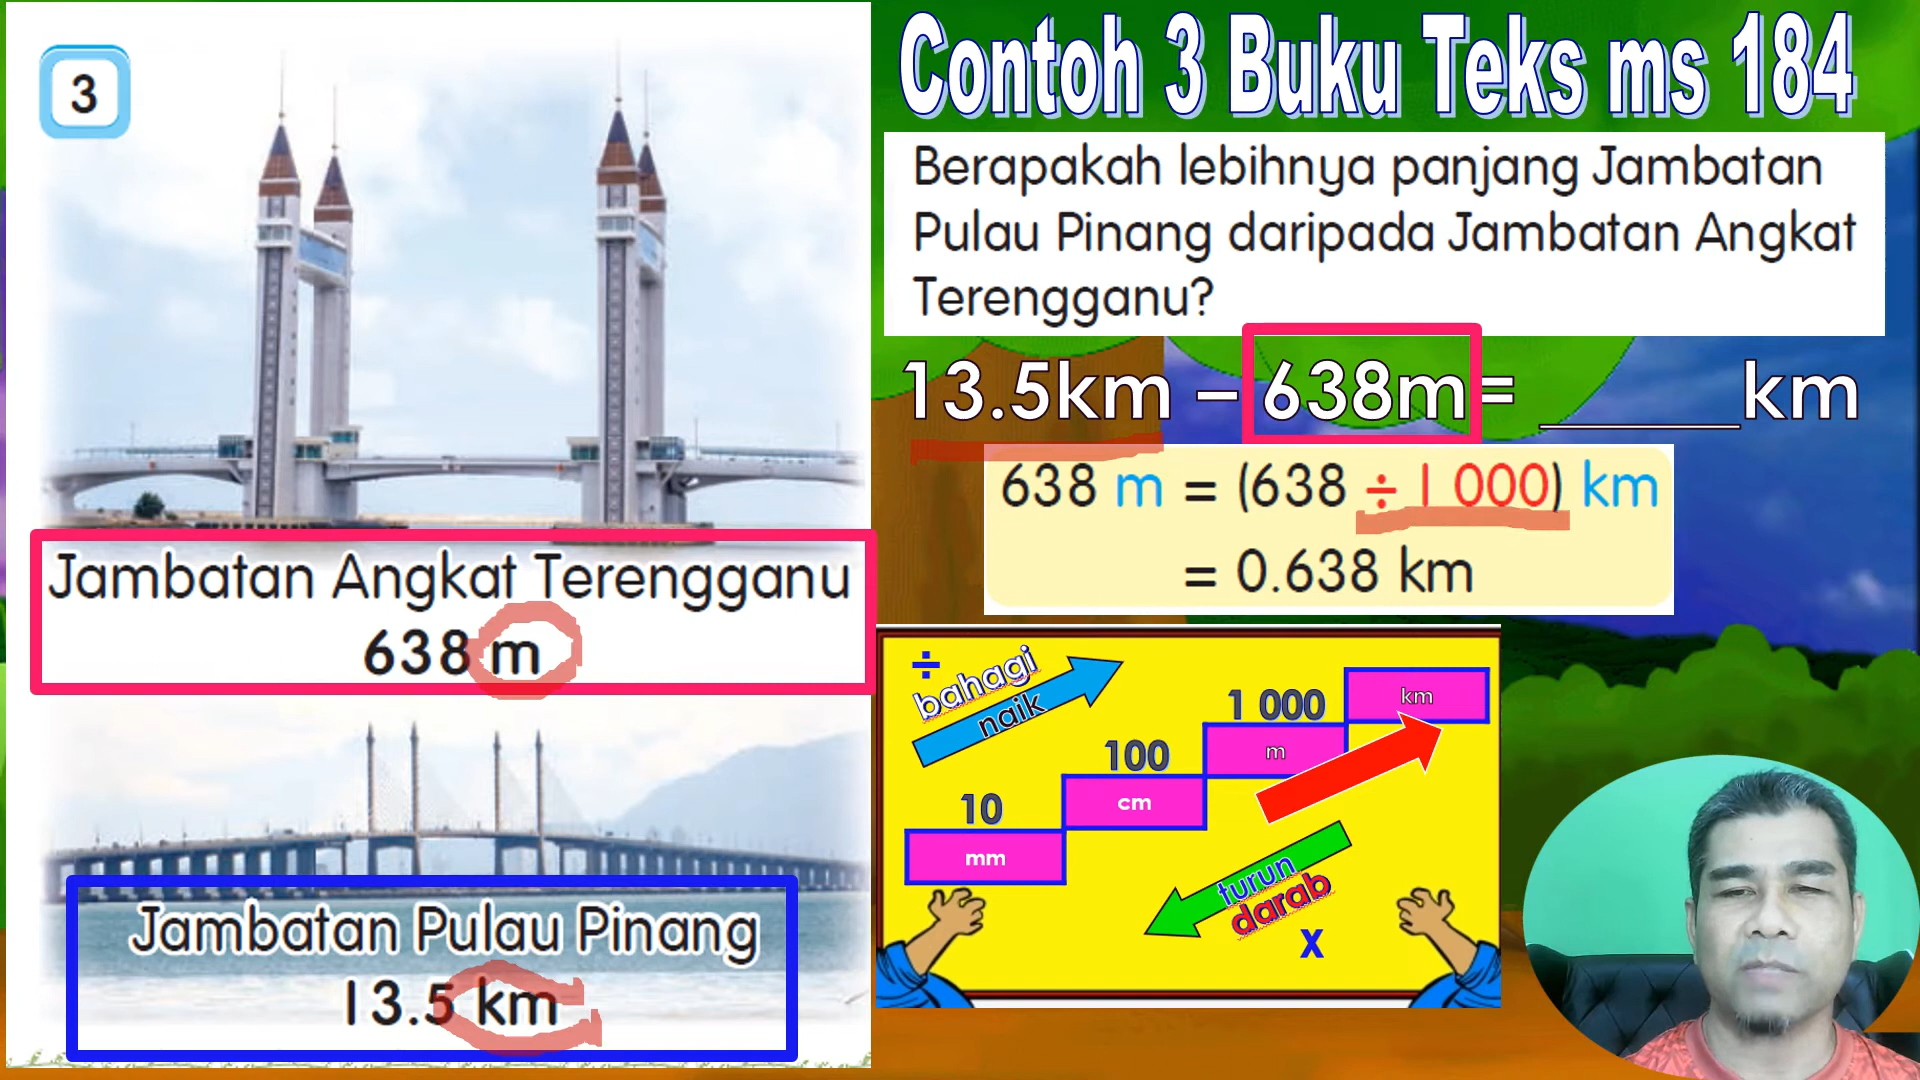 3
Jambatan Angkat Terengganu
638 m
Jambatan Pulau Pinang
13.5 km
Contoh 3 Buku Teks ms 184
Berapakah lebihnya panjang Jambatan
Pulau Pinang daripada Jambatan Angkat
Terengganu?
13.5km – 638m = ______km
638 m = (638 ÷ 1 000) km
= 0.638 km
÷
bahagi
naik
10
100
1 000
mm
cm
m
km
turun
darab
x